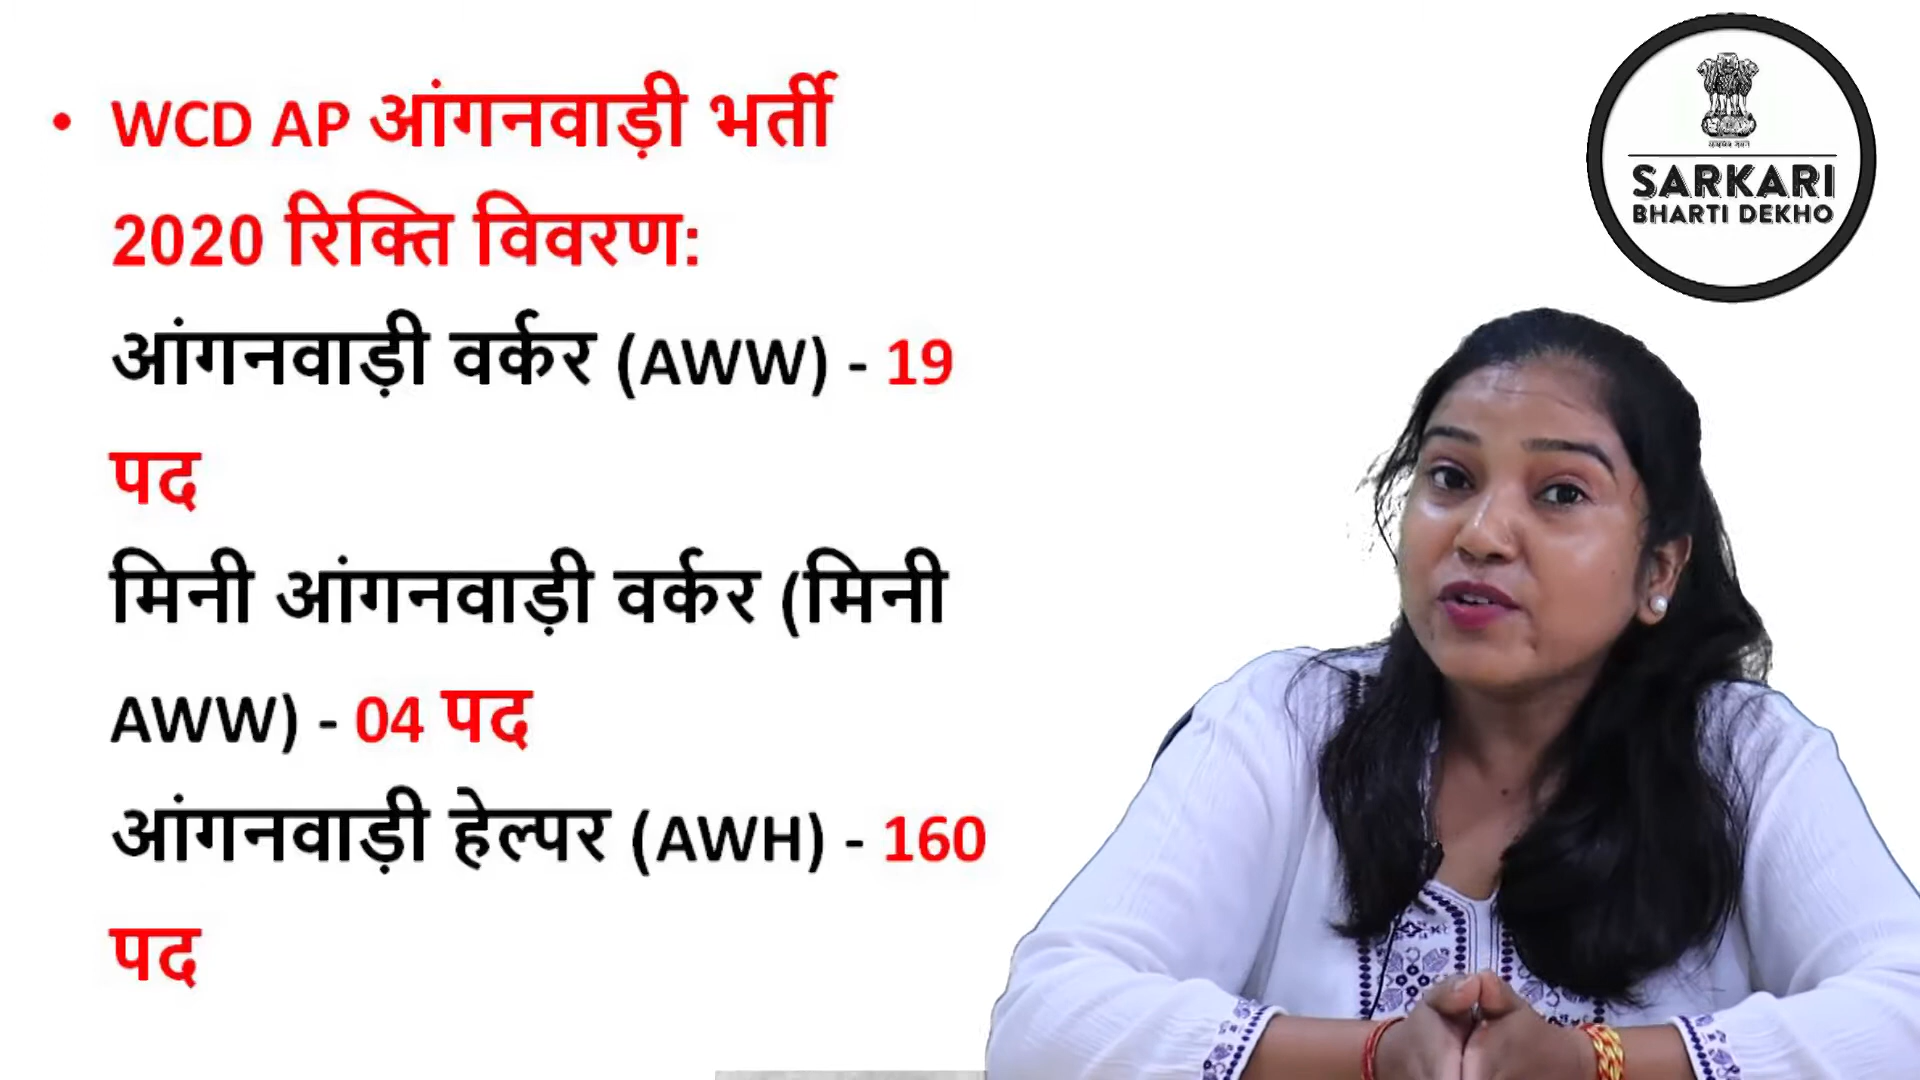 • WCD AP आंगनवाड़ी भर्ती
2020 रिक्ति विवरण:
आंगनवाड़ी वर्कर (AWW) - 19
पद
मिनी आंगनवाड़ी वर्कर (मिनी
AWW) - 04 पद
आंगनवाड़ी हेल्पर (AWH) - 160
पद
SARKARI
BHARTI DEKHO